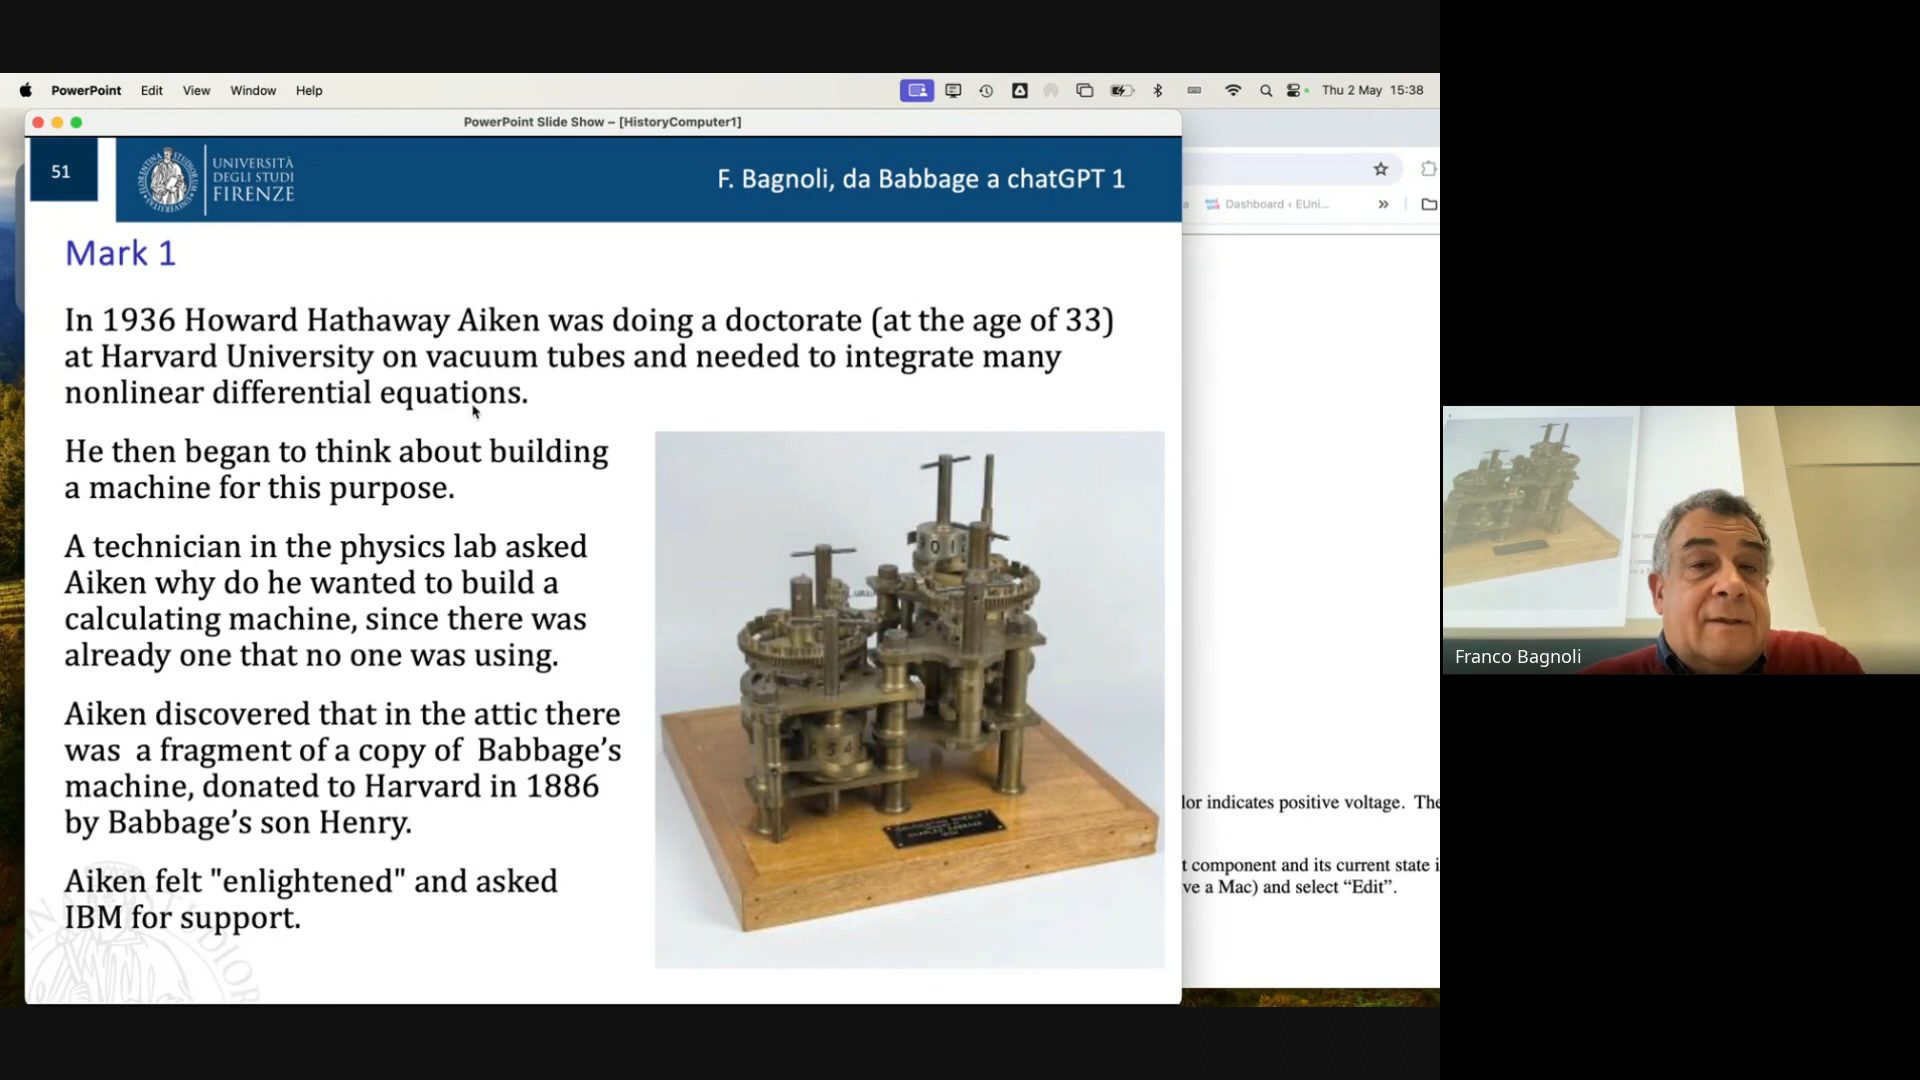 PowerPoint Edit View Window Help
Thu 2 May 15:38
PowerPoint Slide Show – [HistoryComputer1]
51
UNIVERSITÀ
DEGLI STUDI
FIRENZE
F. Bagnoli, da Babbage a chatGPT 1
Dashboard ‹ EUni...
Mark 1
In 1936 Howard Hathaway Aiken was doing a doctorate (at the age of 33)
at Harvard University on vacuum tubes and needed to integrate many
nonlinear differential equations.
He then began to think about building
a machine for this purpose.
A technician in the physics lab asked
Aiken why do he wanted to build a
calculating machine, since there was
already one that no one was using.
Aiken discovered that in the attic there
was a fragment of a copy of Babbage’s
machine, donated to Harvard in 1886
by Babbage’s son Henry.
Aiken felt "enlightened" and asked
IBM for support.
lor indicates positive voltage. The
t component and its current state i
ve a Mac) and select “Edit”.
Franco Bagnoli